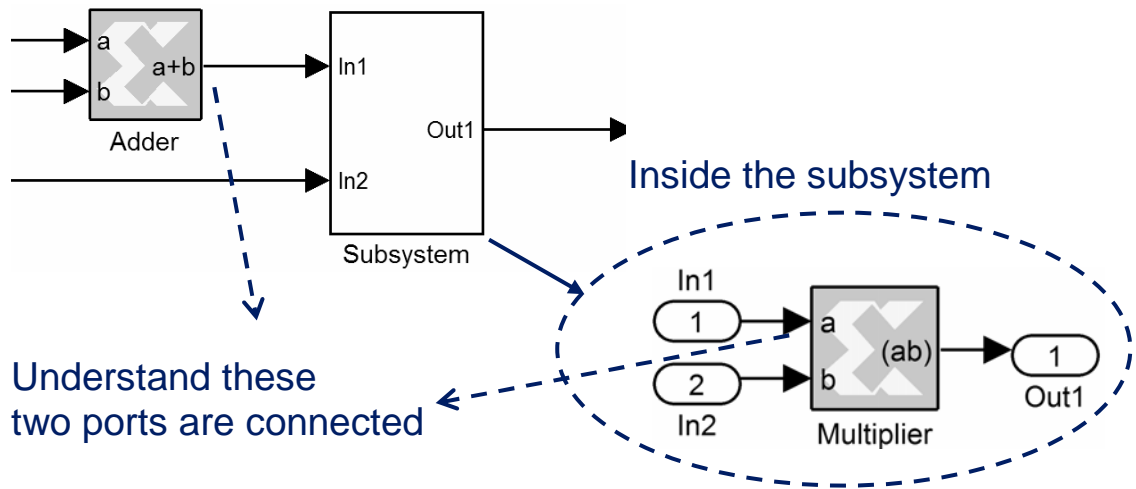 a
b
a+b
Adder
In1
In2
Out1
Subsystem
Inside the subsystem
In1
1
2
In2
a
b
(ab)
Multiplier
1
Out1
Understand these
two ports are connected